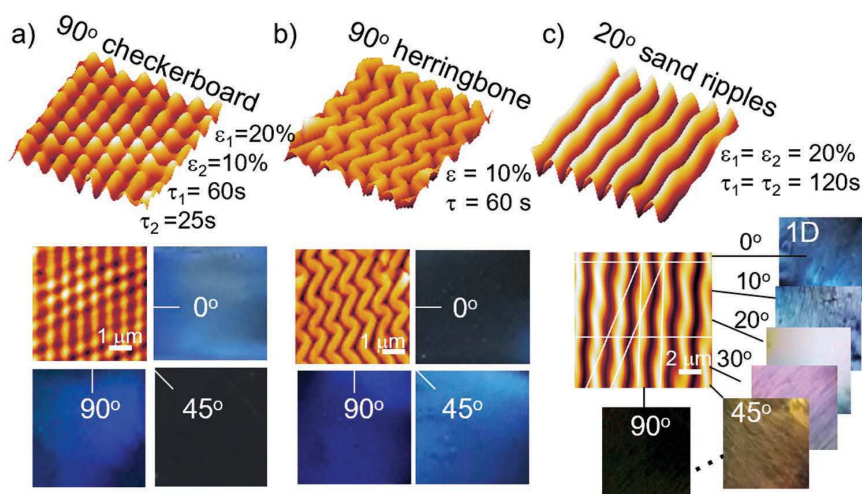 a)
90° checkerboard
ε₁=20%
ε₂=10%
τ₁= 60s
τ₂=25s
1 μm
0°
90°
45°
b)
90° herringbone
ε = 10%
τ = 60 s
1 μm
0°
90°
45°
c)
20° sand ripples
ε₁= ε₂ = 20%
τ₁= τ₂ = 120s
0°
1D
10°
20°
30°
2 μm
45°
90°